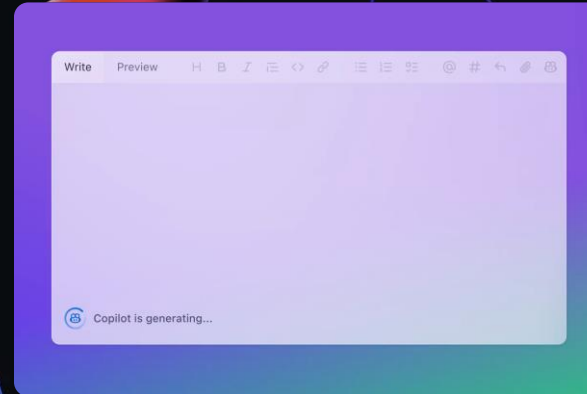 Write Preview H B I <> @ #
Copilot is generating...